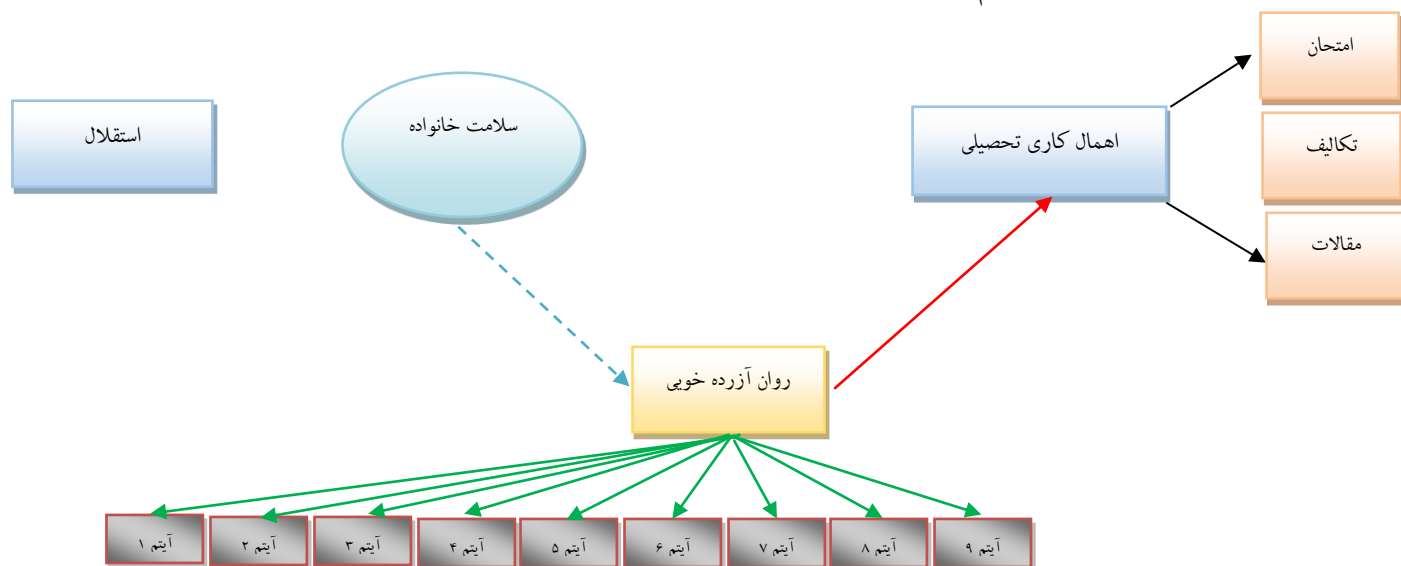 امتحان
استقلال
سلامت خانواده
اهمال کاری تحصیلی
تکالیف
مقالات
روان آزرده خویی
آیتم ۱
آیتم ۲
آیتم ۳
آیتم ۴
آیتم ۵
آیتم ۶
آیتم ۷
آیتم ۸
آیتم ۹